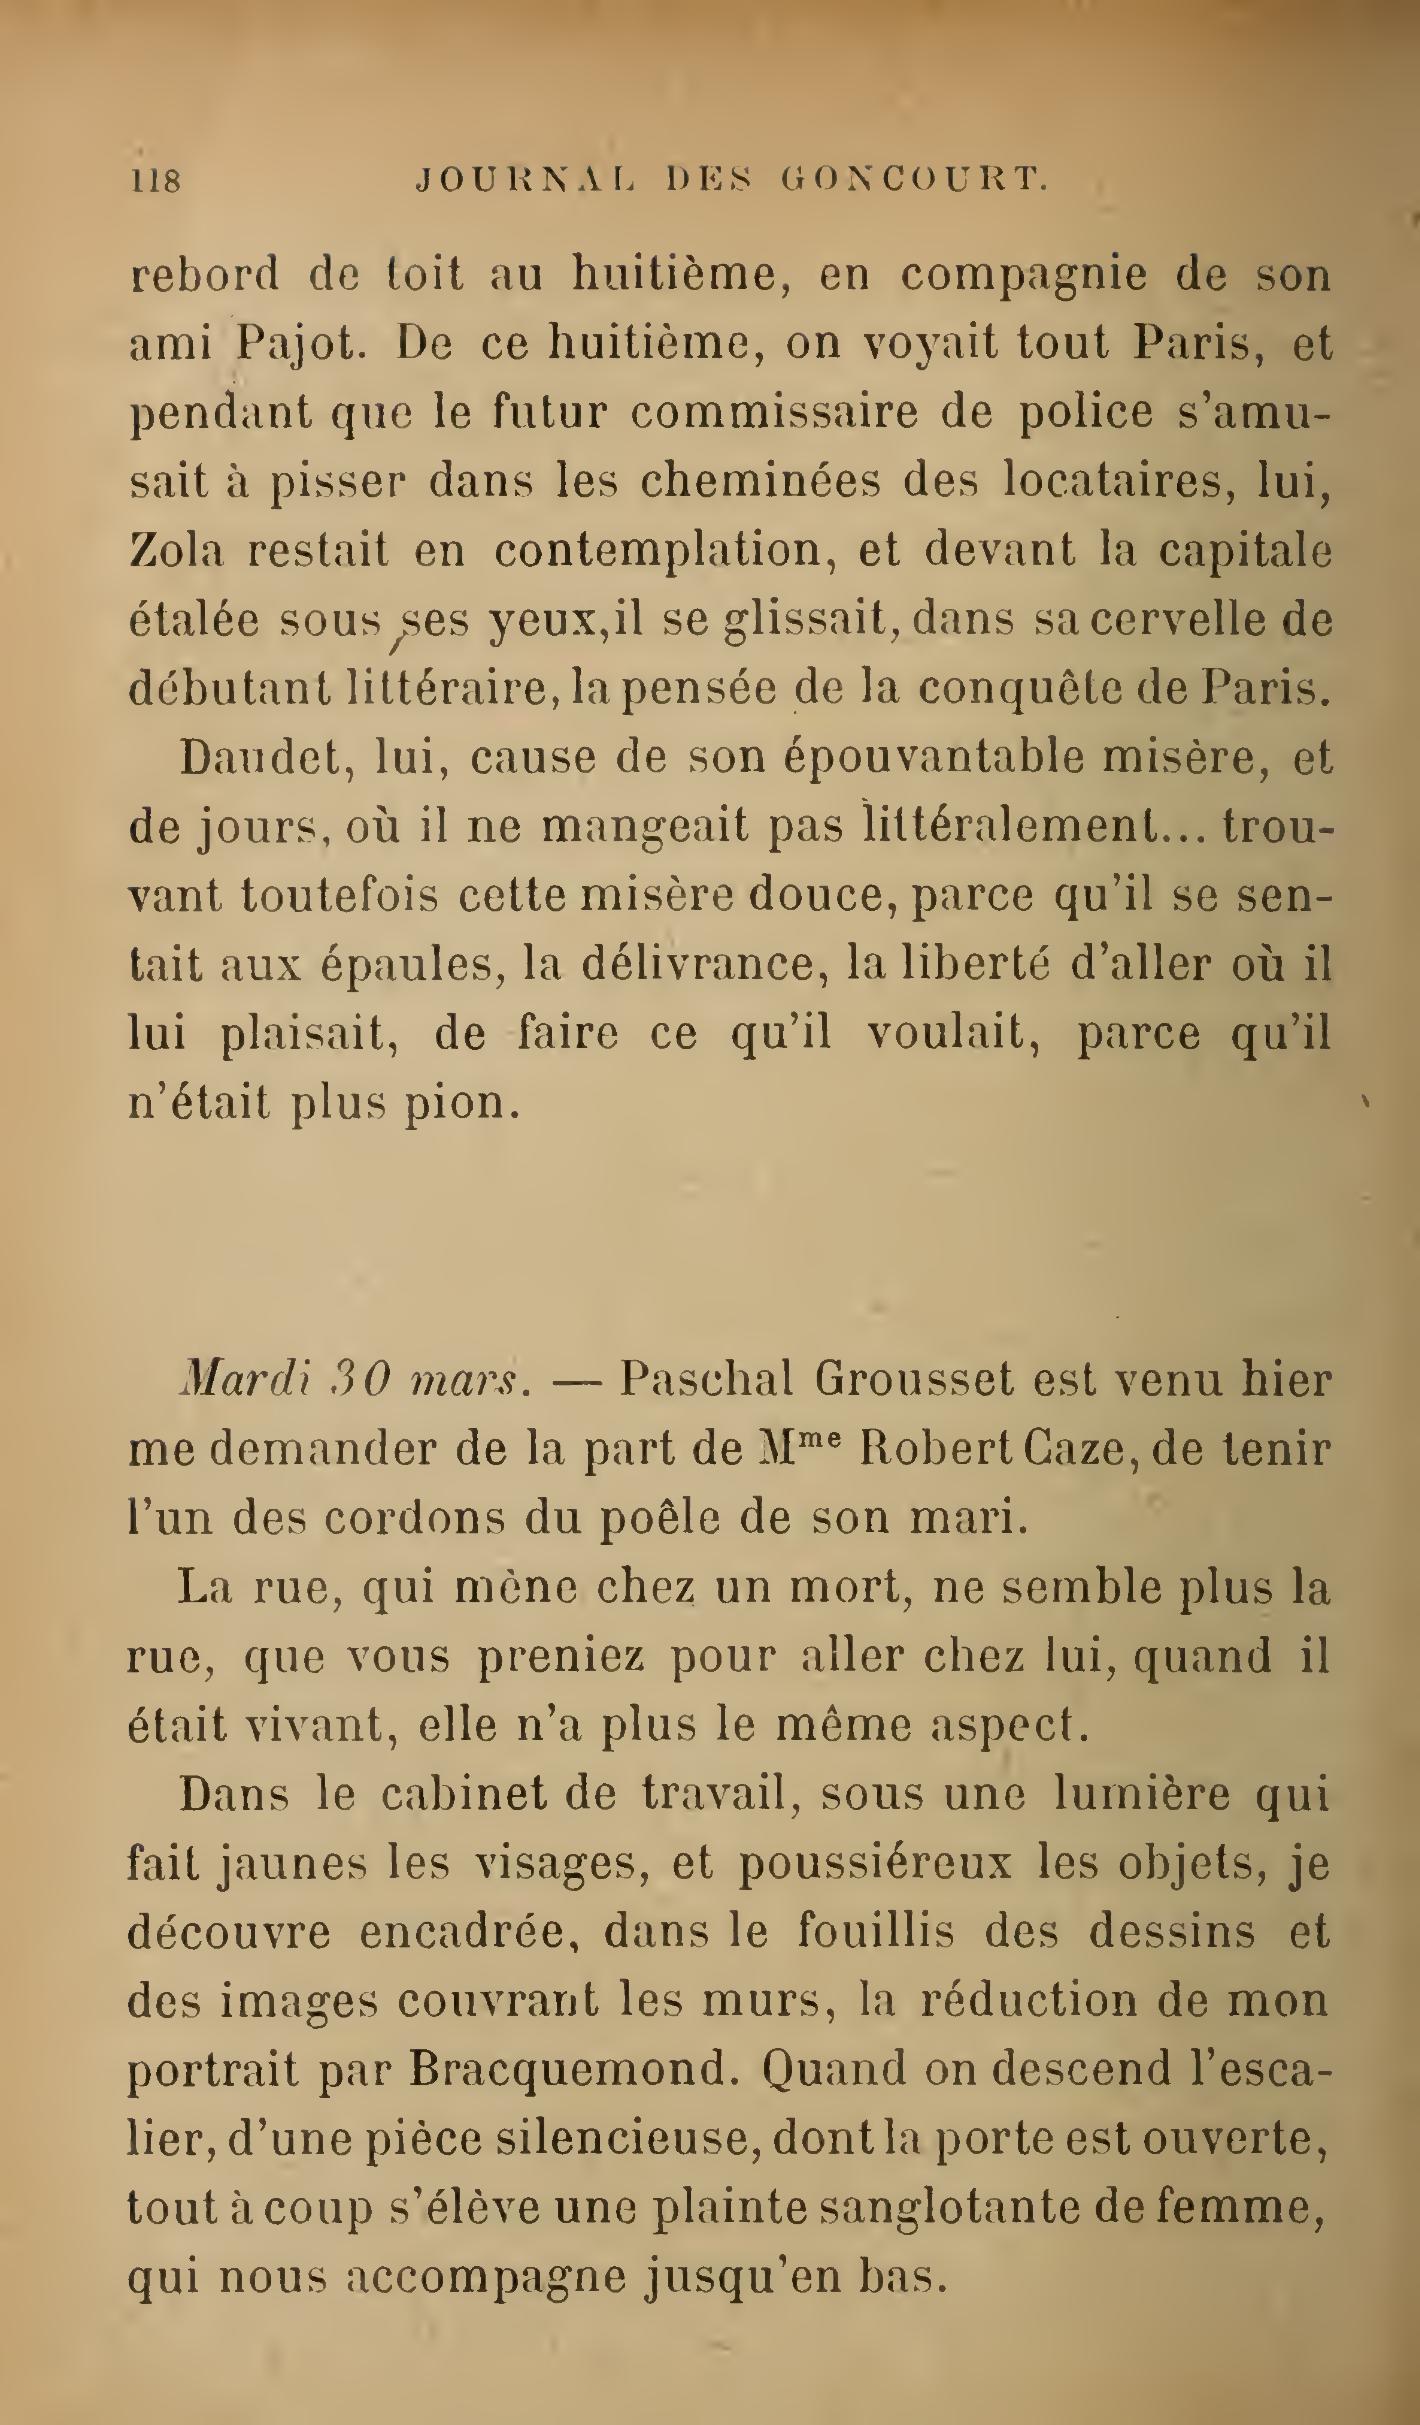 118 JOURNAL DES GONCOURT.
rebord de toit au huitième, en compagnie de son
ami Pajot. De ce huitième, on voyait tout Paris, et
pendant que le futur commissaire de police s'amu-
sait à pisser dans les cheminées des locataires, lui,
Zola restait en contemplation, et devant la capitale
étalée sous ses yeux, il se glissait, dans sa cervelle de
débutant littéraire, la pensée de la conquête de Paris.
Daudet, lui, cause de son épouvantable misère, et
de jours, où il ne mangeait pas littéralement... trou-
vant toutefois cette misère douce, parce qu'il se sen-
tait aux épaules, la délivrance, la liberté d'aller où il
lui plaisait, de faire ce qu'il voulait, parce qu'il
n'était plus pion.
Mardi 30 mars. — Paschal Grousset est venu hier
me demander de la part de Mme Robert Caze, de tenir
l'un des cordons du poêle de son mari.
La rue, qui mène chez un mort, ne semble plus la
rue, que vous preniez pour aller chez lui, quand il
était vivant, elle n'a plus le même aspect.
Dans le cabinet de travail, sous une lumière qui
fait jaunes les visages, et poussiéreux les objets, je
découvre encadrée, dans le fouillis des dessins et
des images couvrant les murs, la réduction de mon
portrait par Bracquemond. Quand on descend l'esca-
lier, d'une pièce silencieuse, dont la porte est ouverte,
tout à coup s'élève une plainte sanglotante de femme,
qui nous accompagne jusqu'en bas.